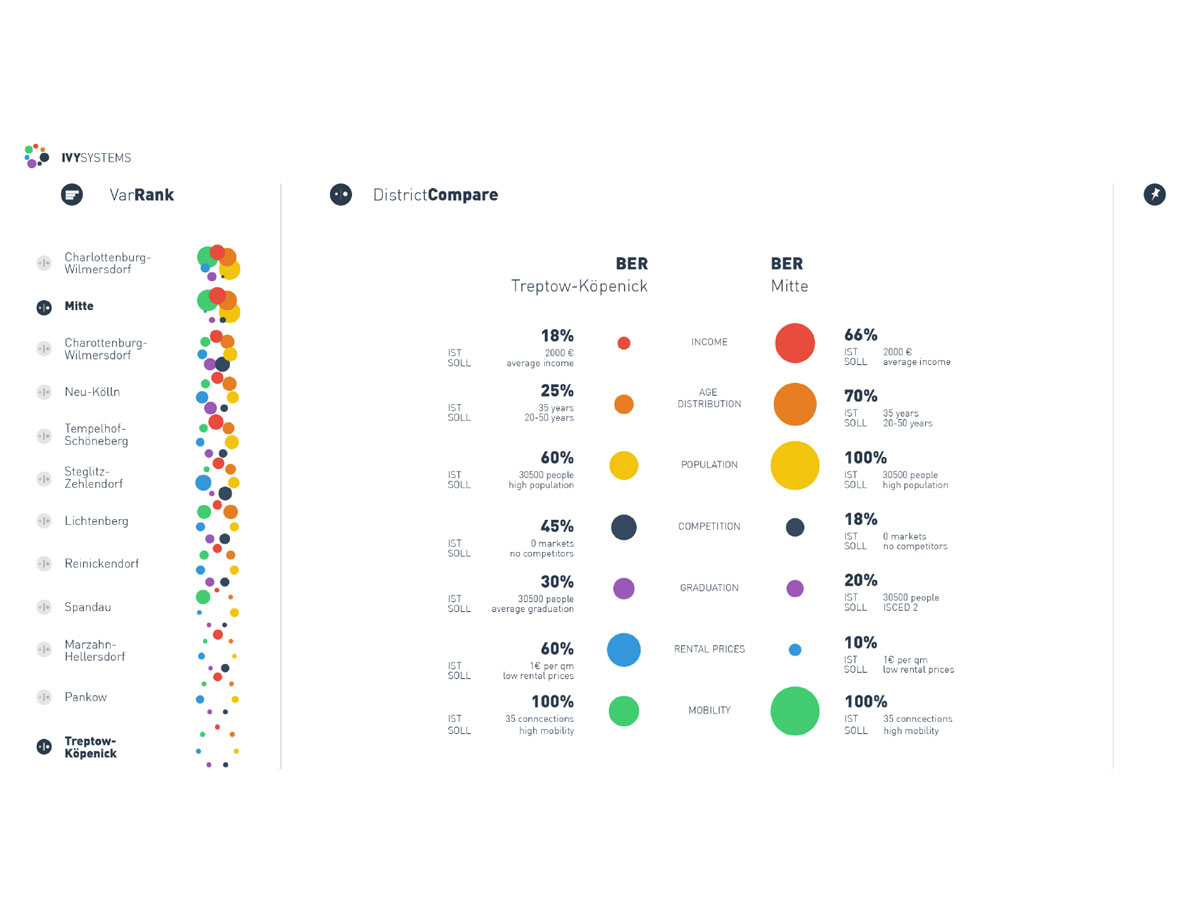 IVYSYSTEMS
VarRank
Charlottenburg-
Wilmersdorf
Mitte
Charottenburg-
Wilmersdorf
Neu-Kölln
Tempelhof-
Schöneberg
Steglitz-
Zehlendorf
Lichtenberg
Reinickendorf
Spandau
Marzahn-
Hellersdorf
Pankow
Treptow-
Köpenick
DistrictCompare
BER
Treptow-Köpenick
BER
Mitte
18%
IST 2000 €
SOLL average income
INCOME
66%
IST 2000 €
SOLL average income
25%
IST 35 years
SOLL 20-50 years
AGE
DISTRIBUTION
70%
IST 35 years
SOLL 20-50 years
60%
IST 30500 people
SOLL high population
POPULATION
100%
IST 30500 people
SOLL high population
45%
IST 0 markets
SOLL no competitors
COMPETITION
18%
IST 0 markets
SOLL no competitors
30%
IST 30500 people
SOLL average graduation
GRADUATION
20%
IST 30500 people
SOLL ISCED 2
60%
IST 1€ per qm
SOLL low rental prices
RENTAL PRICES
10%
IST 1€ per qm
SOLL low rental prices
100%
IST 35 conncections
SOLL high mobility
MOBILITY
100%
IST 35 conncections
SOLL high mobility